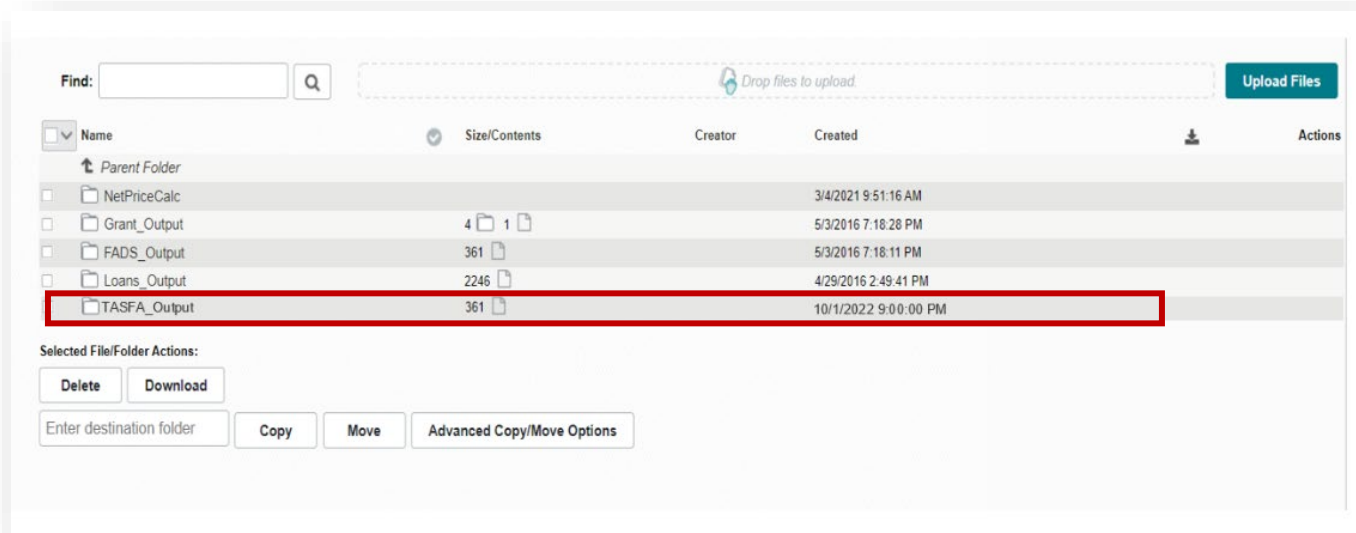 Find: Drop files to upload. Upload Files
Name Size/Contents Creator Created Actions
Parent Folder
NetPriceCalc 3/4/2021 9:51:16 AM
Grant_Output 4 1 5/3/2016 7:18:28 PM
FADS_Output 361 5/3/2016 7:18:11 PM
Loans_Output 2246 4/29/2016 2:49:41 PM
TASFA_Output 361 10/1/2022 9:00:00 PM
Selected File/Folder Actions:
Delete Download
Enter destination folder Copy Move Advanced Copy/Move Options